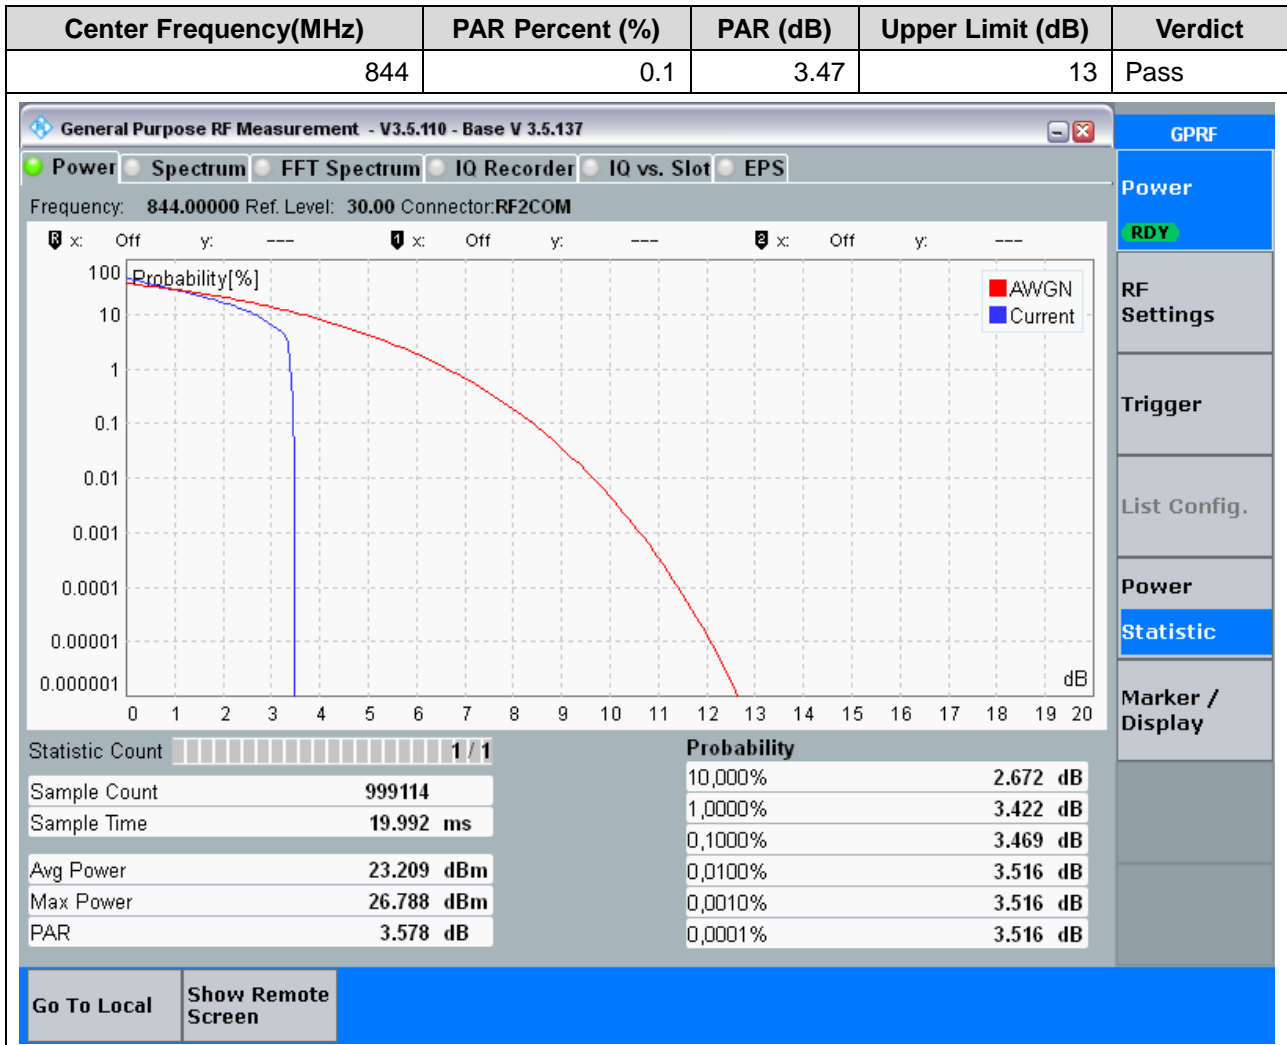 Center Frequency(MHz) PAR Percent (%) PAR (dB) Upper Limit (dB) Verdict
844 0.1 3.47 13 Pass
General Purpose RF Measurement - V3.5.110 - Base V 3.5.137
GPRF
Power Spectrum FFT Spectrum IQ Recorder IQ vs. Slot EPS
Power
RDY
Frequency: 844.00000 Ref. Level: 30.00 Connector:RF2COM
R x: Off y: --- 1 x: Off y: --- 2 x: Off y: ---
Probability[%]
100
10
1
0.1
0.01
0.001
0.0001
0.00001
0.000001
AWGN
Current
dB
0 1 2 3 4 5 6 7 8 9 10 11 12 13 14 15 16 17 18 19 20
RF
Settings
Trigger
List Config.
Power
Statistic
Marker /
Display
Statistic Count 1 / 1
Sample Count 999114
Sample Time 19.992 ms
Avg Power 23.209 dBm
Max Power 26.788 dBm
PAR 3.578 dB
Probability
10,000% 2.672 dB
1,0000% 3.422 dB
0,1000% 3.469 dB
0,0100% 3.516 dB
0,0010% 3.516 dB
0,0001% 3.516 dB
Go To Local
Show Remote
Screen